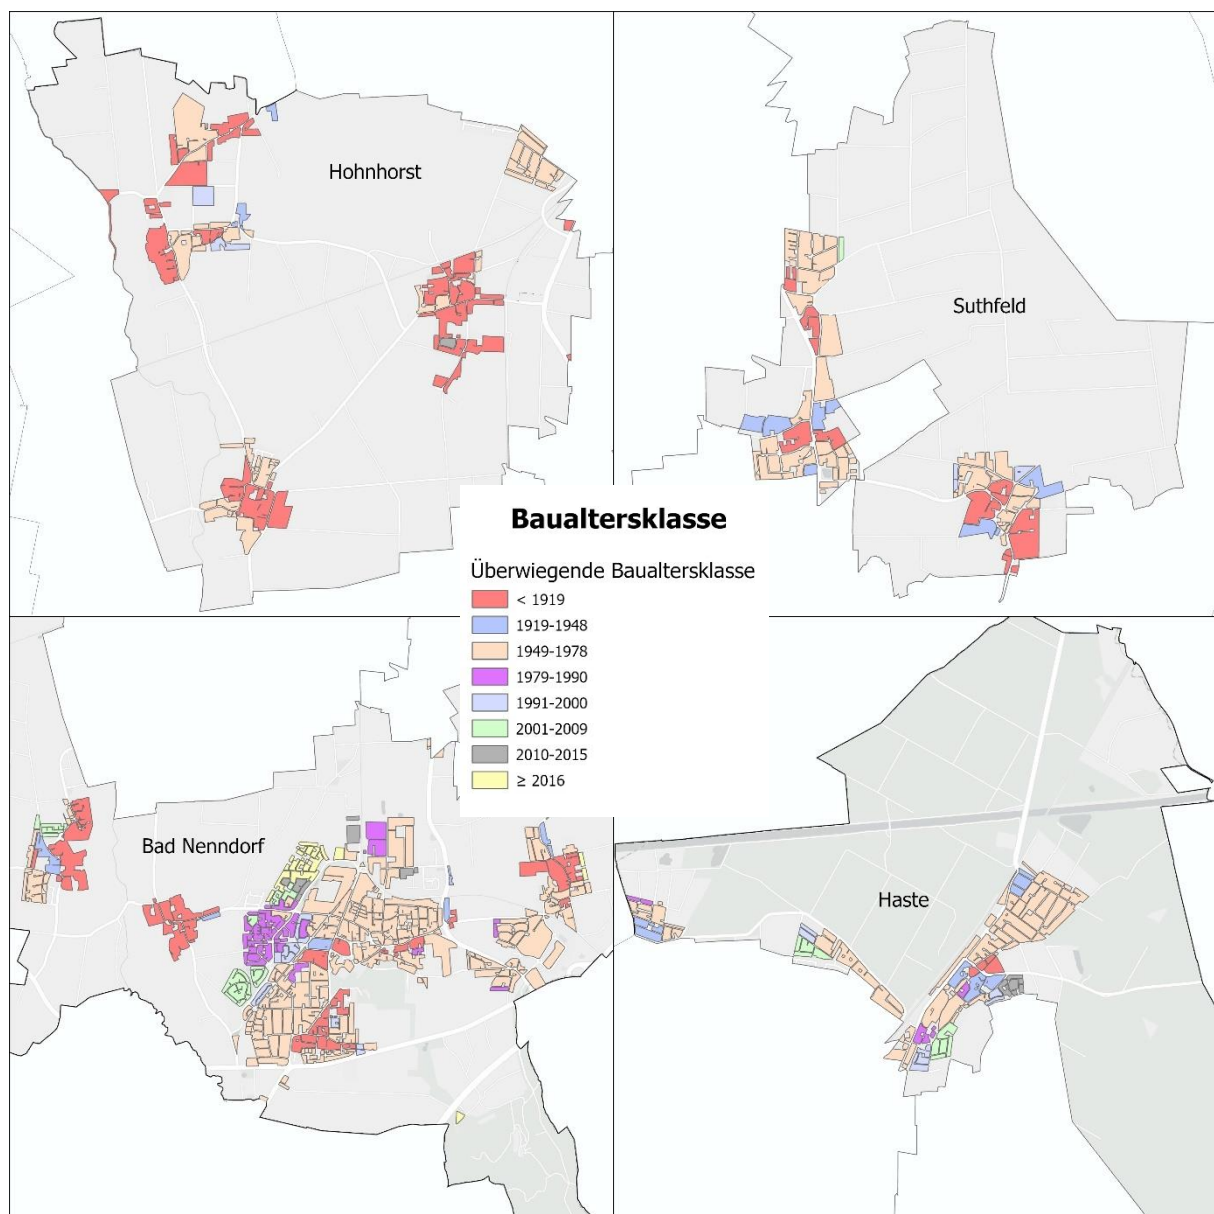 Hohnhorst
Suthfeld
Baualtersklasse
Überwiegende Baualtersklasse
< 1919
1919-1948
1949-1978
1979-1990
1991-2000
2001-2009
2010-2015
≥ 2016
Bad Nenndorf
Haste